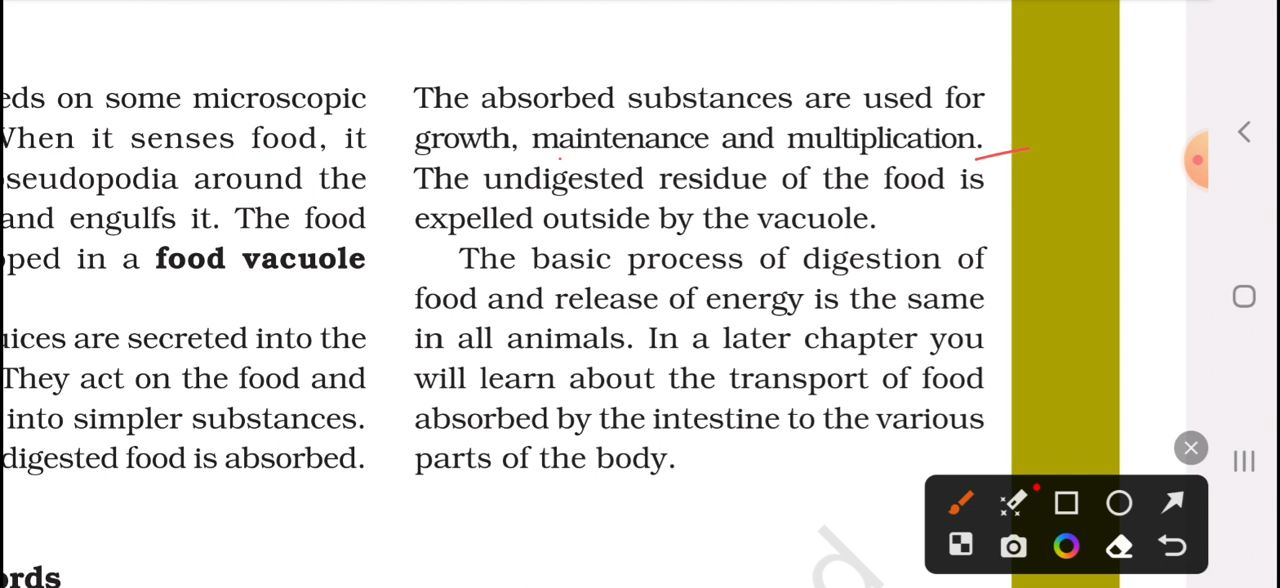 eds on some microscopic
When it senses food, it
pseudopodia around the
and engulfs it. The food
pped in a food vacuole
uices are secreted into the
They act on the food and
into simpler substances.
digested food is absorbed.
ords
The absorbed substances are used for
growth, maintenance and multiplication.
The undigested residue of the food is
expelled outside by the vacuole.
The basic process of digestion of
food and release of energy is the same
in all animals. In a later chapter you
will learn about the transport of food
absorbed by the intestine to the various
parts of the body.
d